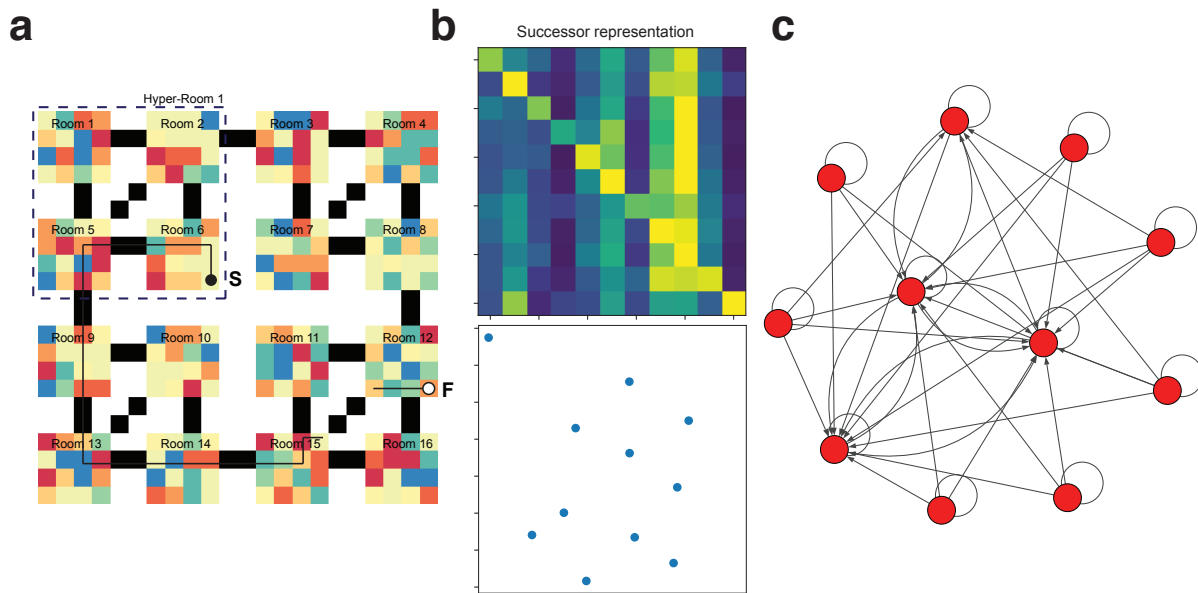 a
b
c
Successor representation
Hyper-Room 1
Room 1
Room 2
Room 3
Room 4
Room 5
Room 6
Room 7
Room 8
S
Room 9
Room 10
Room 11
Room 12
F
Room 13
Room 14
Room 15
Room 16